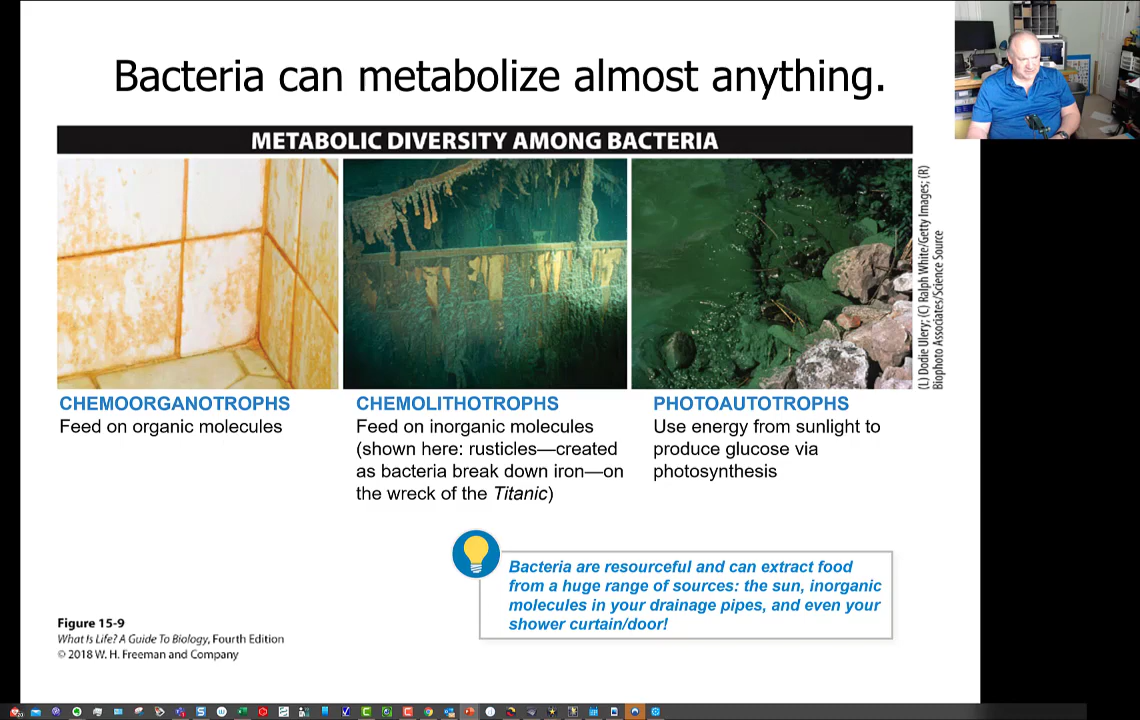 Bacteria can metabolize almost anything.
METABOLIC DIVERSITY AMONG BACTERIA
(L) Dodie Ulery; (C) Ralph White/Getty Images; (R)
Biophoto Associates/Science Source
CHEMOORGANOTROPHS
Feed on organic molecules
CHEMOLITHOTROPHS
Feed on inorganic molecules
(shown here: rusticles—created
as bacteria break down iron—on
the wreck of the Titanic)
PHOTOAUTOTROPHS
Use energy from sunlight to
produce glucose via
photosynthesis
Bacteria are resourceful and can extract food
from a huge range of sources: the sun, inorganic
molecules in your drainage pipes, and even your
shower curtain/door!
Figure 15-9
What Is Life? A Guide To Biology, Fourth Edition
© 2018 W. H. Freeman and Company